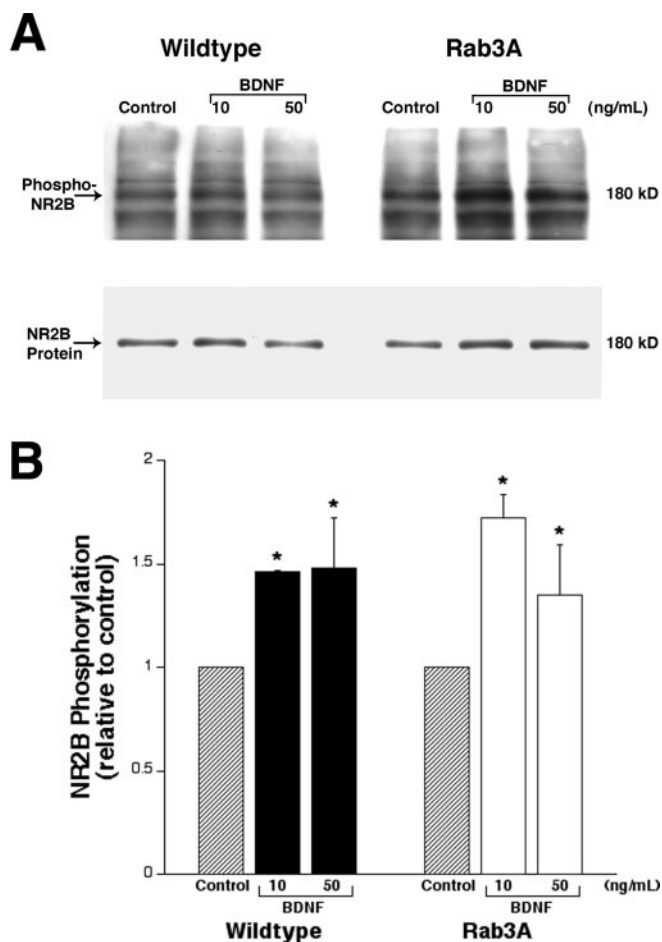 A
Wildtype Rab3A
BDNF BDNF
Control 10 50 Control 10 50 (ng/mL)
Phospho-
NR2B 180 kD
NR2B
Protein 180 kD
B
NR2B Phosphorylation
(relative to control)
2
1.5
1
0.5
0
* * * *
Control 10 50 Control 10 50 (ng/mL)
BDNF BDNF
Wildtype Rab3A